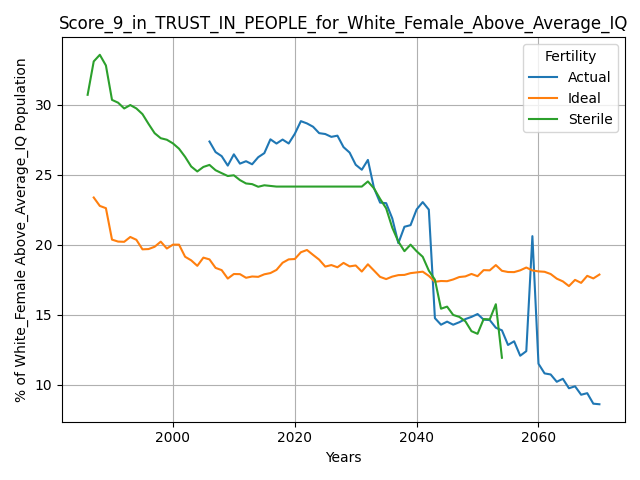 Score_9_in_TRUST_IN_PEOPLE_for_White_Female_Above_Average_IQ
Fertility
Actual
Ideal
Sterile
% of White_Female Above_Average_IQ Population
30
25
20
15
10
2000
2020
2040
2060
Years